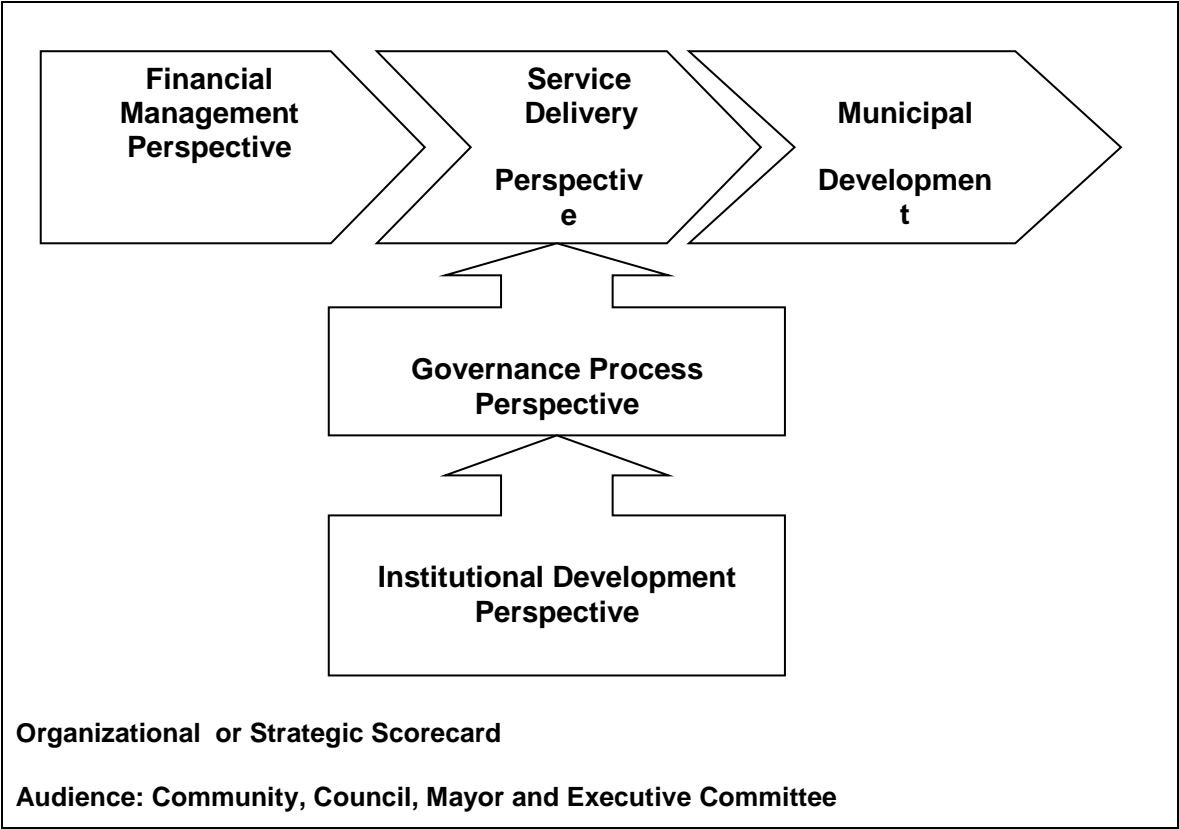 Financial
Management
Perspective
Service
Delivery
Perspectiv
e
Municipal
Developmen
t
Governance Process
Perspective
Institutional Development
Perspective
Organizational  or Strategic Scorecard
Audience: Community, Council, Mayor and Executive Committee